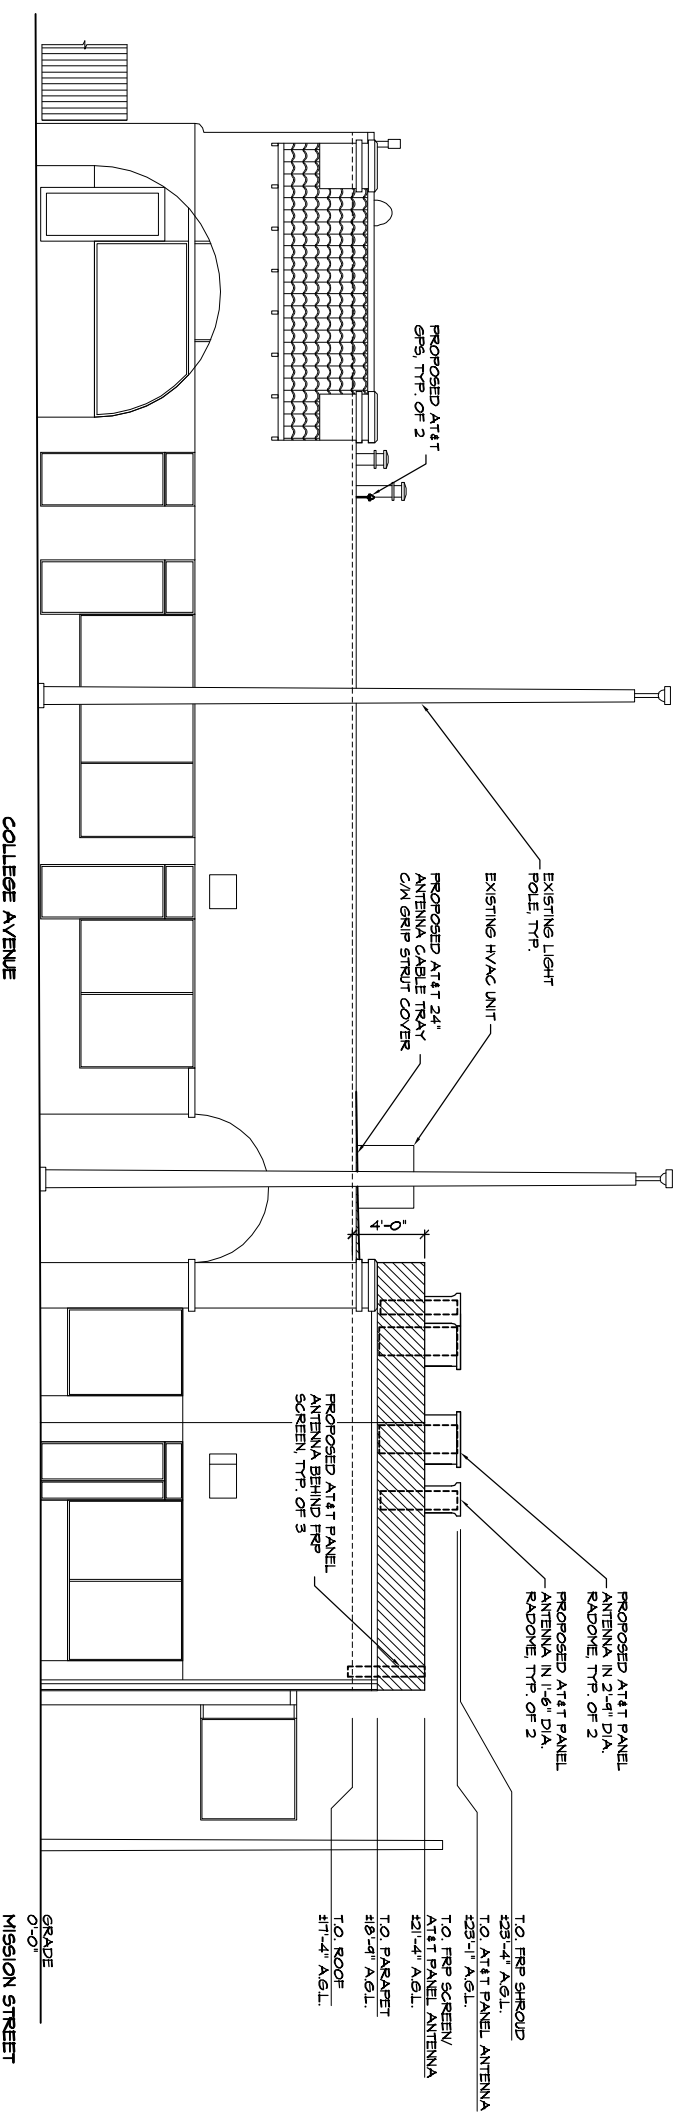 PROPOSED AT&T PANEL
ANTENNA IN 2'-9" DIA.
RADOME, TYP. OF 2
PROPOSED AT&T PANEL
ANTENNA IN 1'-6" DIA.
RADOME, TYP. OF 2
EXISTING LIGHT
POLE, TYP.
EXISTING HVAC UNIT
PROPOSED AT&T 24"
ANTENNA CABLE TRAY
C/W GRIP STRUT COVER
PROPOSED AT&T
GPS, TYP. OF 2
4'-0"
PROPOSED AT&T PANEL
ANTENNA BEHIND FRP
SCREEN, TYP. OF 3
T.O. FRP SHROUD
±23'-4" A.G.L.
T.O. AT&T PANEL ANTENNA
±23'-1" A.G.L.
T.O. FRP SCREEN/
AT&T PANEL ANTENNA
±21'-4" A.G.L.
T.O. PARAPET
±18'-9" A.G.L.
T.O. ROOF
±17'-4" A.G.L.
GRADE
0'-0"
COLLEGE AVENUE
MISSION STREET